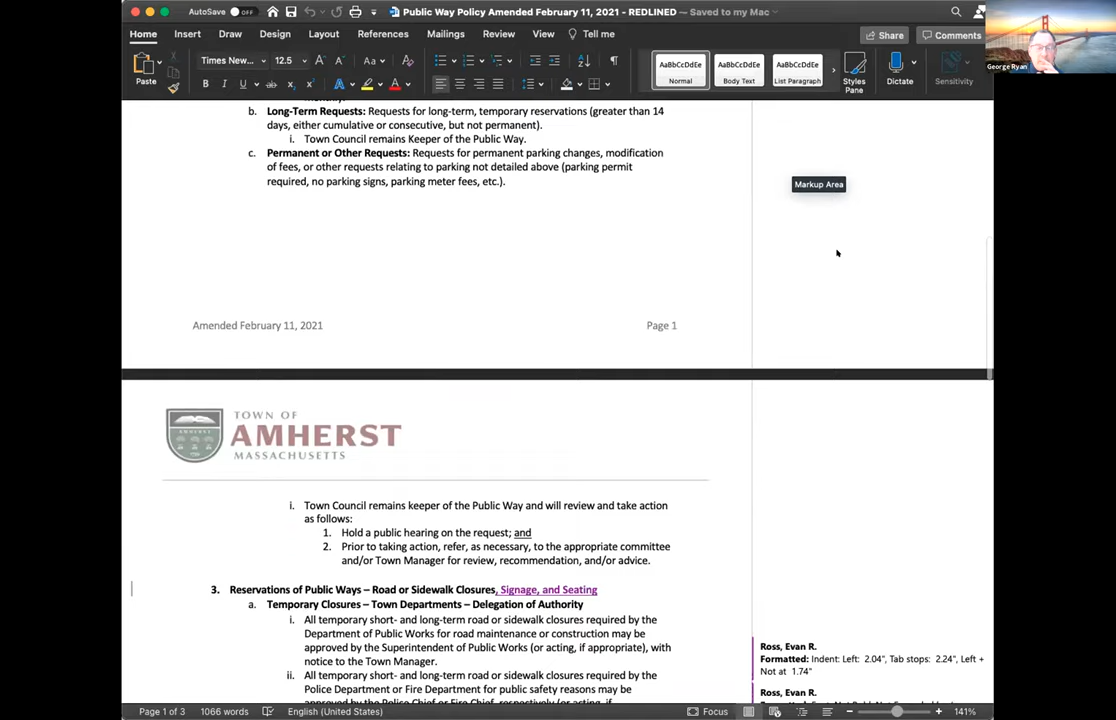 AutoSave OFF
Public Way Policy Amended February 11, 2021 - REDLINED — Saved to my Mac
Home Insert Draw Design Layout References Mailings Review View Tell me
Share Comments
George Ryan
Paste
Times New... 12.5
AaBbCcDdEe AaBbCcDdEe AaBbCcDdEe
Normal Body Text List Paragraph
Styles Pane
Dictate
Sensitivity
b. Long-Term Requests: Requests for long-term, temporary reservations (greater than 14
days, either cumulative or consecutive, but not permanent).
i. Town Council remains Keeper of the Public Way.
c. Permanent or Other Requests: Requests for permanent parking changes, modification
of fees, or other requests relating to parking not detailed above (parking permit
required, no parking signs, parking meter fees, etc.).
Markup Area
Amended February 11, 2021 Page 1
TOWN OF
AMHERST
MASSACHUSETTS
i. Town Council remains keeper of the Public Way and will review and take action
as follows:
1. Hold a public hearing on the request; and
2. Prior to taking action, refer, as necessary, to the appropriate committee
and/or Town Manager for review, recommendation, and/or advice.
3. Reservations of Public Ways – Road or Sidewalk Closures, Signage, and Seating
a. Temporary Closures – Town Departments – Delegation of Authority
i. All temporary short- and long-term road or sidewalk closures required by the
Department of Public Works for road maintenance or construction may be
approved by the Superintendent of Public Works (or acting, if appropriate), with
notice to the Town Manager.
ii. All temporary short- and long-term road or sidewalk closures required by the
Police Department or Fire Department for public safety reasons may be
approved by the Police Chief or Fire Chief, respectively (or acting, if
Ross, Evan R.
Formatted: Indent: Left: 2.04", Tab stops: 2.24", Left +
Not at 1.74"
Ross, Evan R.
Page 1 of 3 1066 words English (United States) Focus 141%